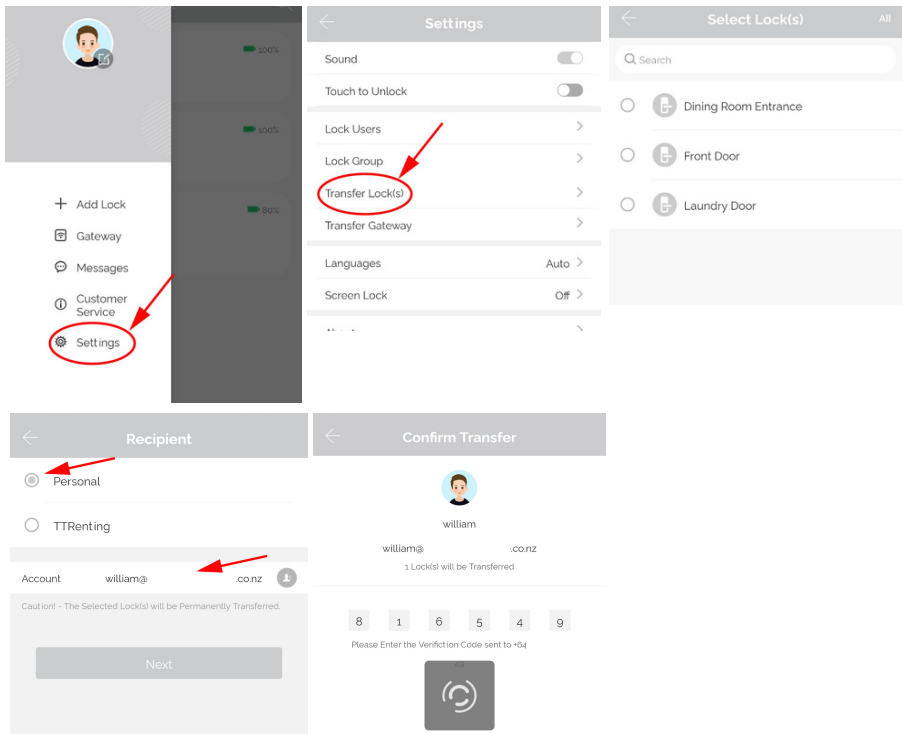 100%
100%
80%
Add Lock
Gateway
Messages
Customer
Service
Settings
Settings
Sound
Touch to Unlock
Lock Users
Lock Group
Transfer Lock(s)
Transfer Gateway
Languages Auto
Screen Lock Off
Select Lock(s) All
Search
Dining Room Entrance
Front Door
Laundry Door
Recipient
Personal
TTRenting
Account william@ .co.nz
Caution! - The Selected Lock(s) will be Permanently Transferred.
Next
Confirm Transfer
william
william@ .co.nz
1 Lock(s) will be Transferred
8 1 6 5 4 9
Please Enter the Verifiction Code sent to +64